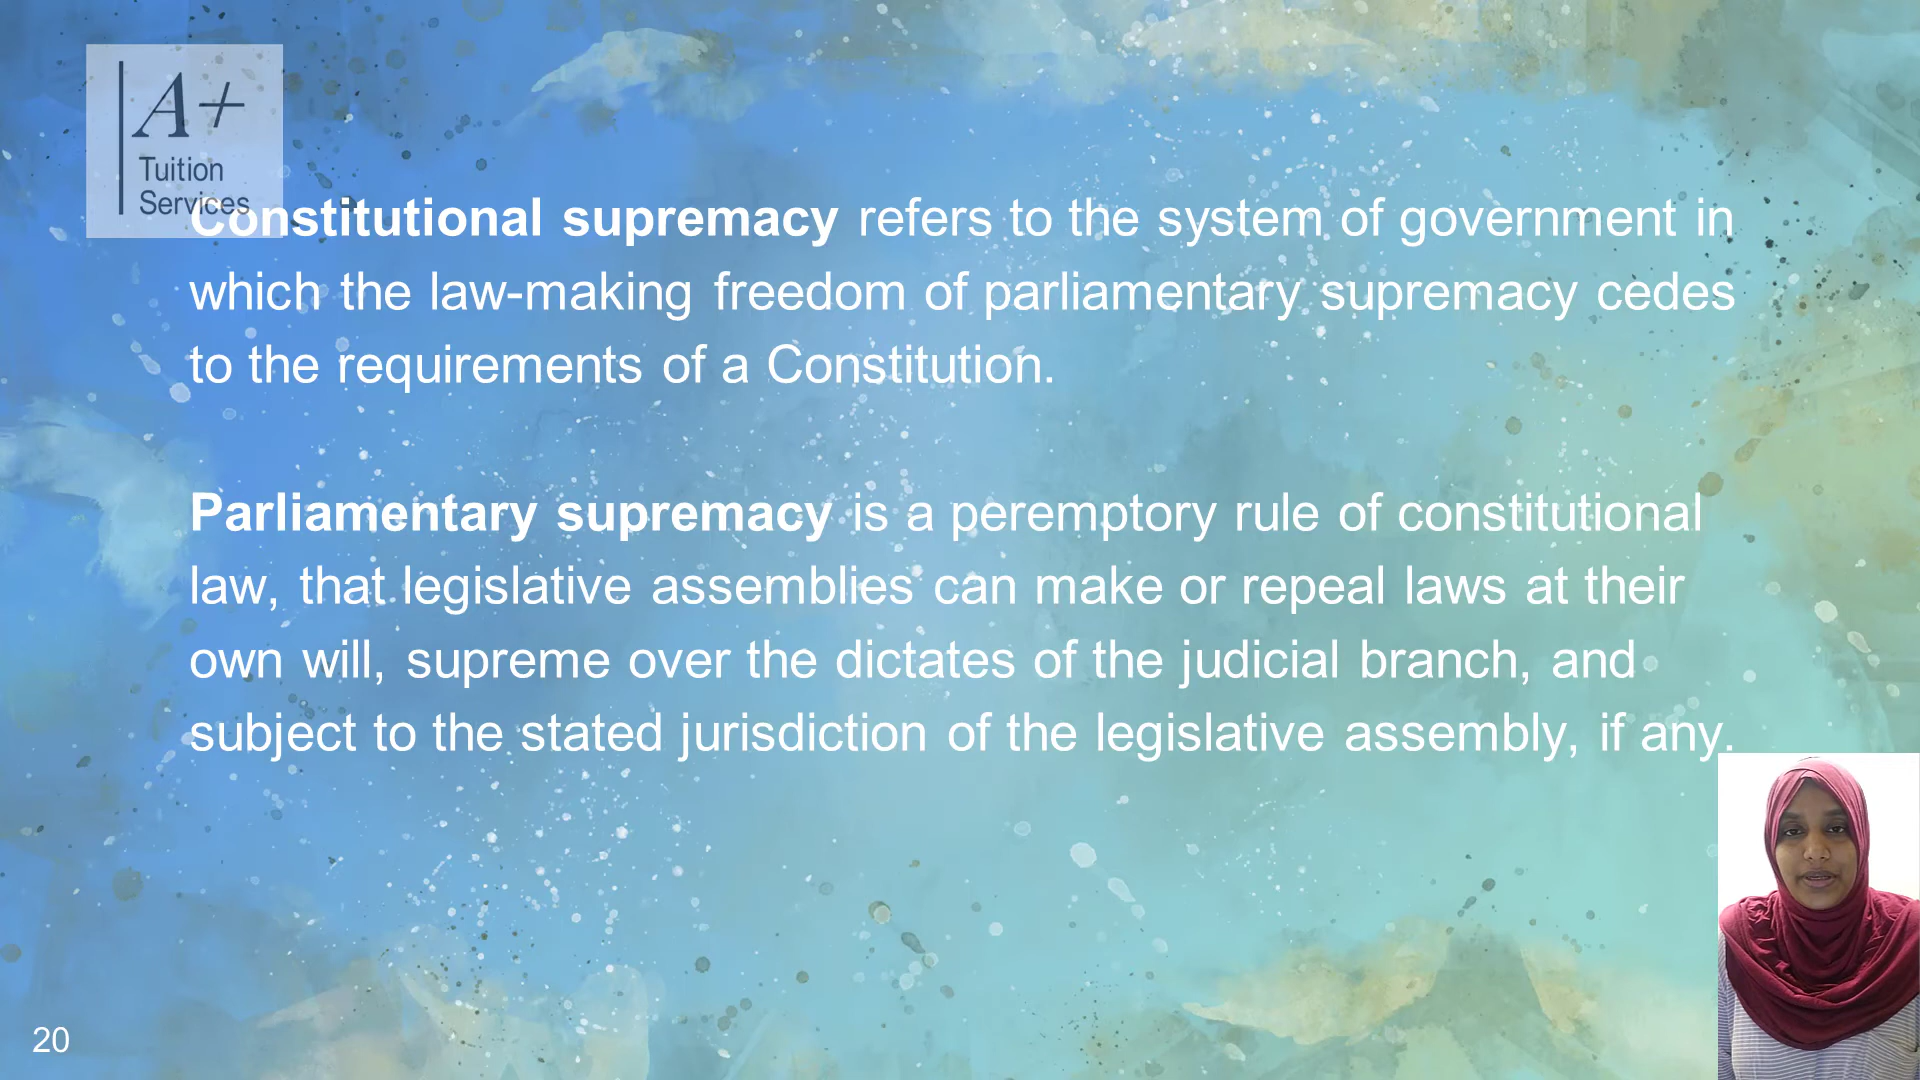 A+
Tuition
Services
Constitutional supremacy refers to the system of government in
which the law-making freedom of parliamentary supremacy cedes
to the requirements of a Constitution.
Parliamentary supremacy is a peremptory rule of constitutional
law, that legislative assemblies can make or repeal laws at their
own will, supreme over the dictates of the judicial branch, and
subject to the stated jurisdiction of the legislative assembly, if any.
20